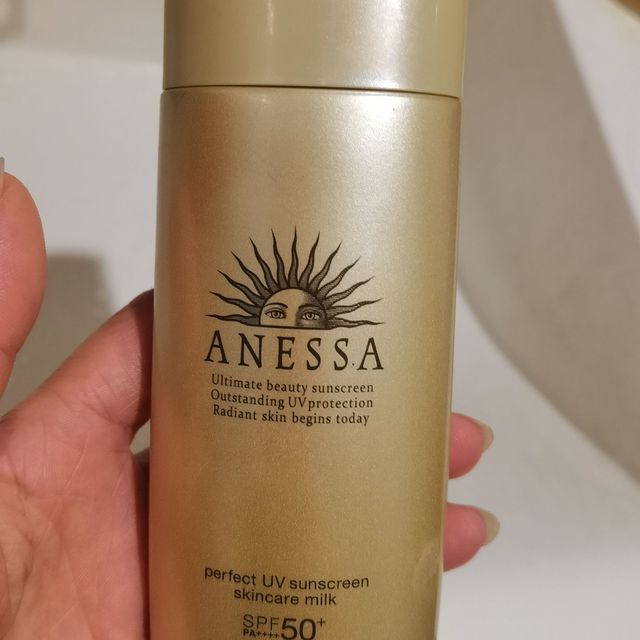 ANESSA
Ultimate beauty sunscreen
Outstanding UV protection
Radiant skin begins today
perfect UV sunscreen
skincare milk
SPF50+
PA++++